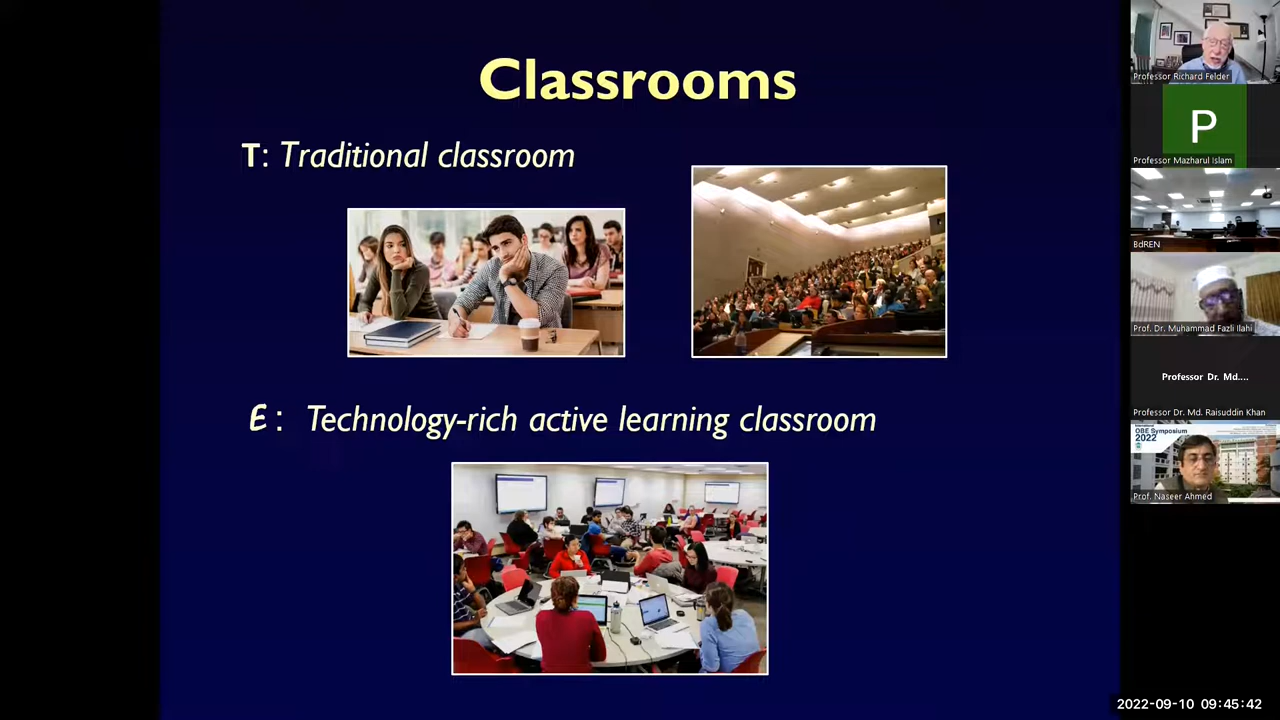 Classrooms
T: Traditional classroom
E: Technology-rich active learning classroom
Professor Richard Felder
P
Professor Mazharul Islam
BdREN
Prof. Dr. Muhammad Fazli Ilahi
Professor Dr. Md....
Professor Dr. Md. Raisuddin Khan
International
OBE Symposium
2022
Prof. Naseer Ahmed
2022-09-10 09:45:42